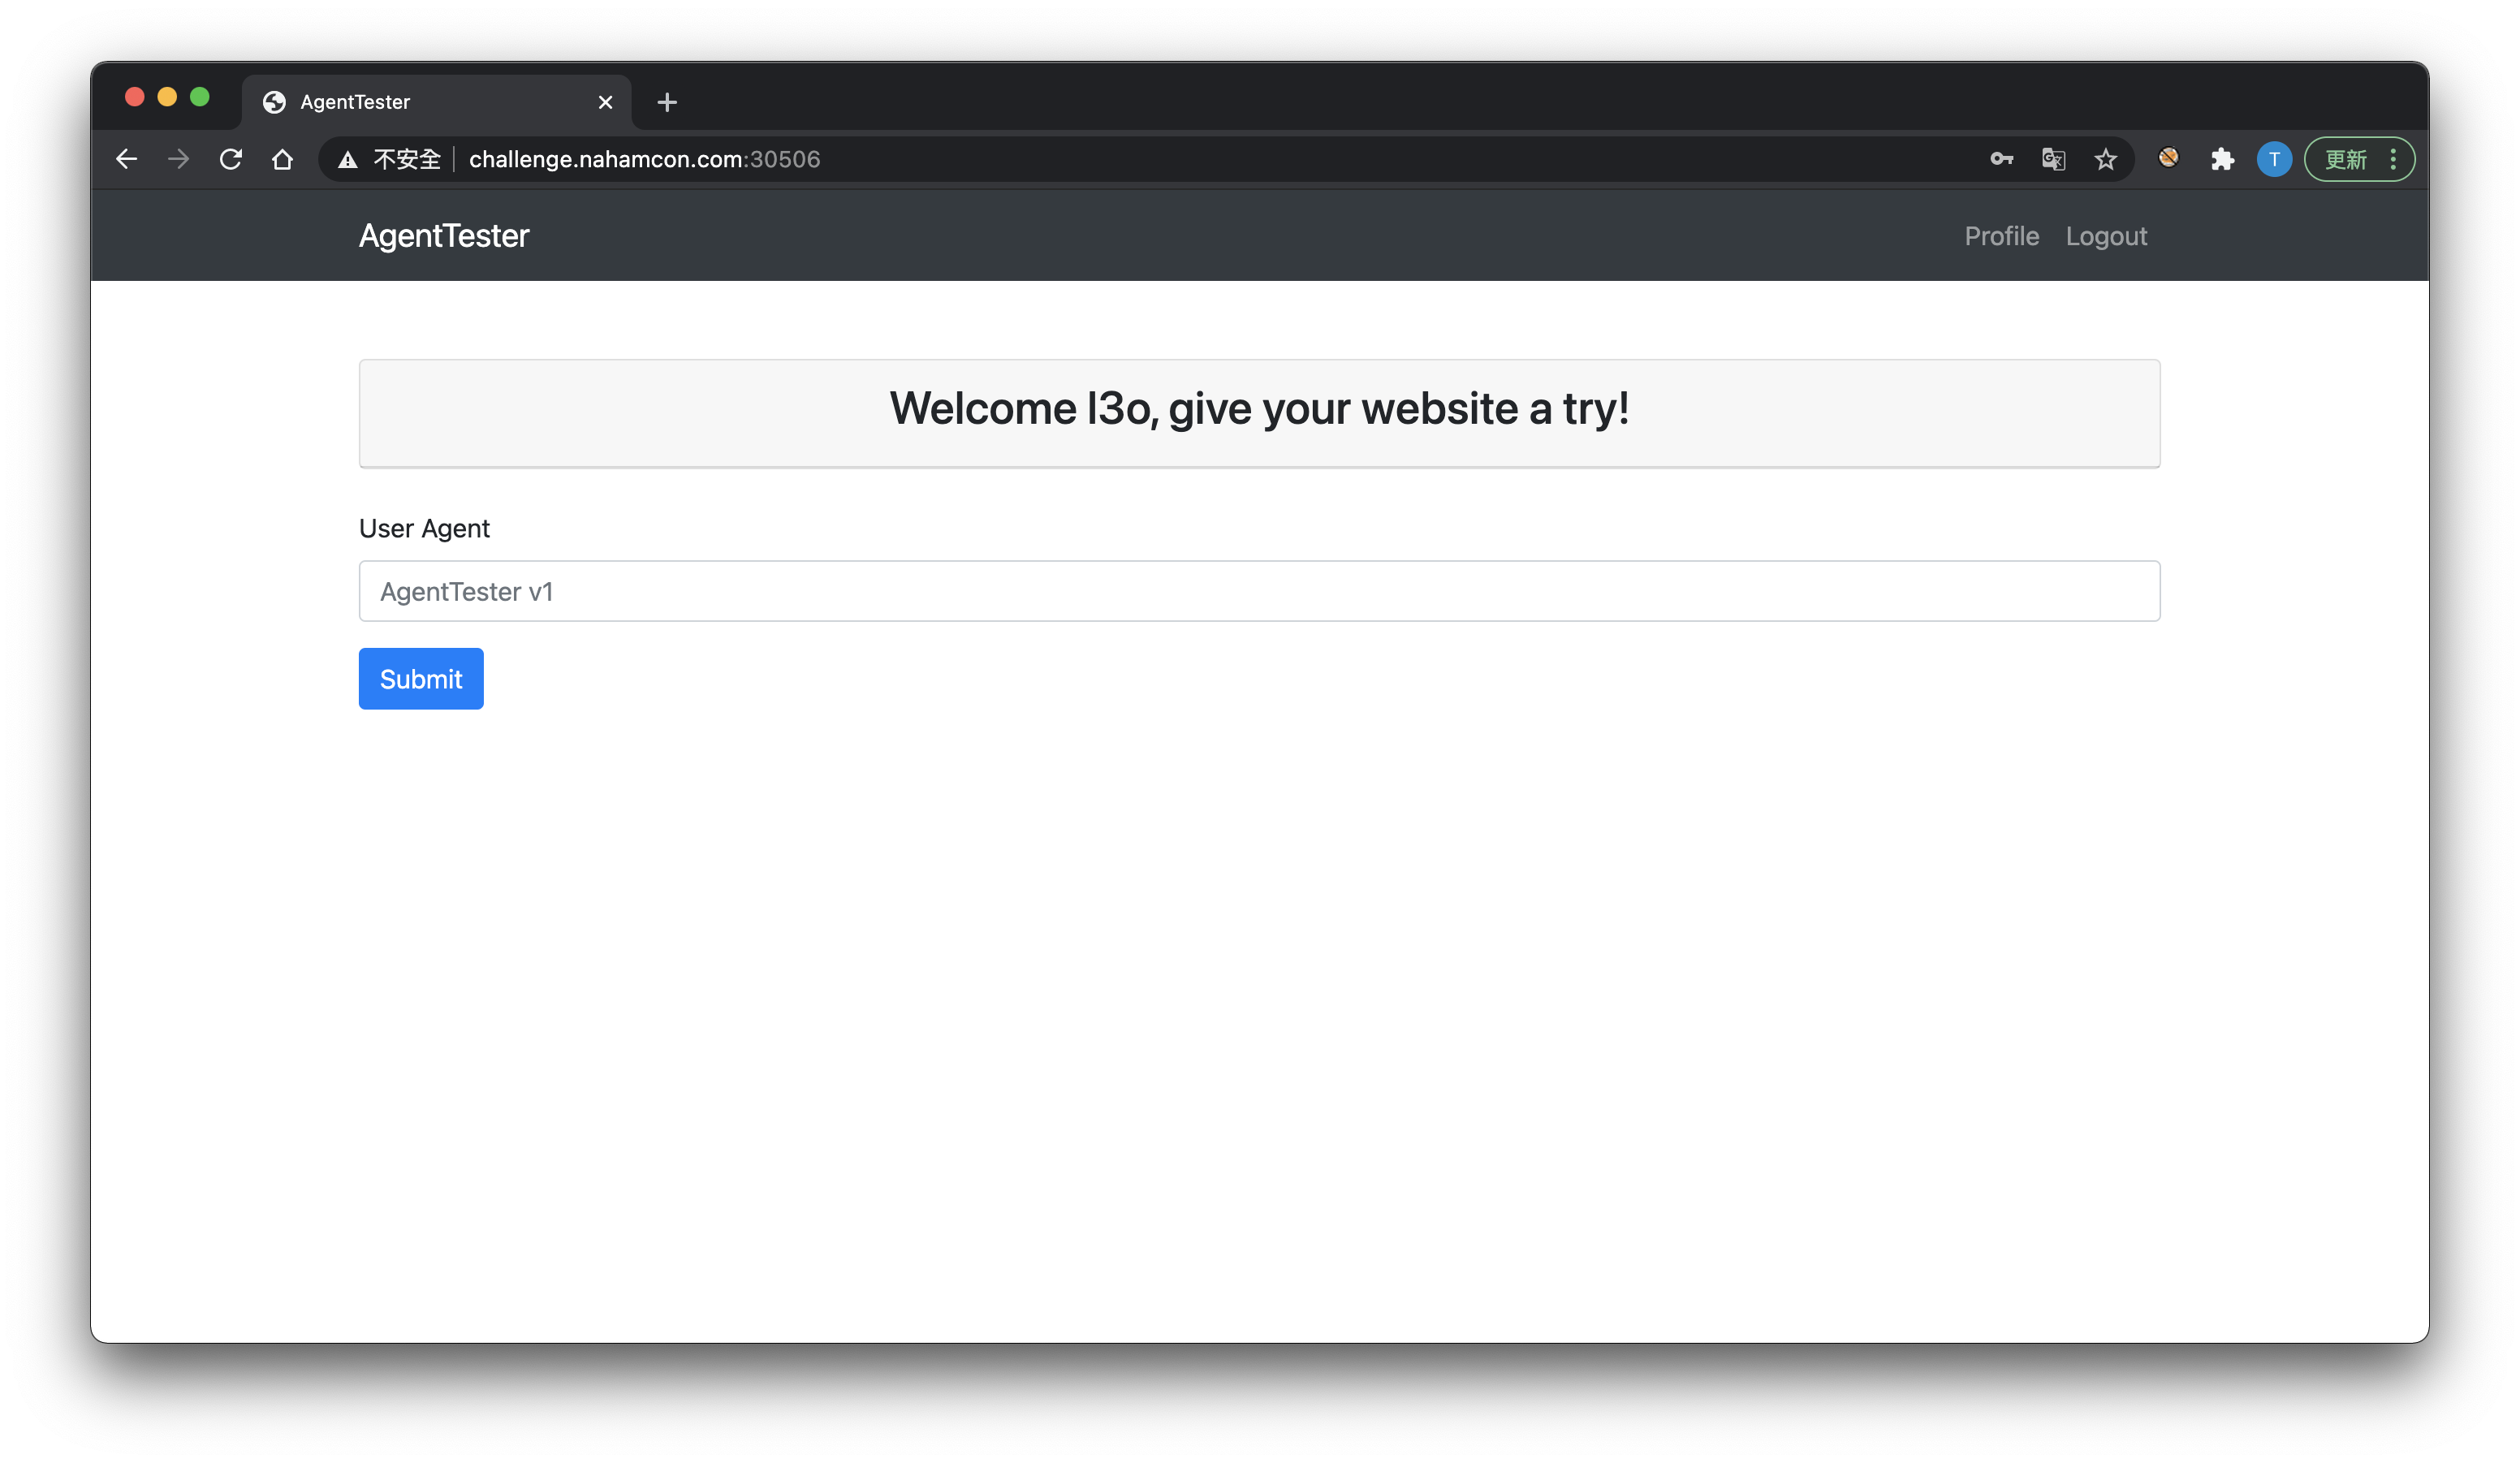 AgentTester
不安全 challenge.nahamcon.com:30506
T
更新
AgentTester
Profile Logout
Welcome l3o, give your website a try!
User Agent
AgentTester v1
Submit